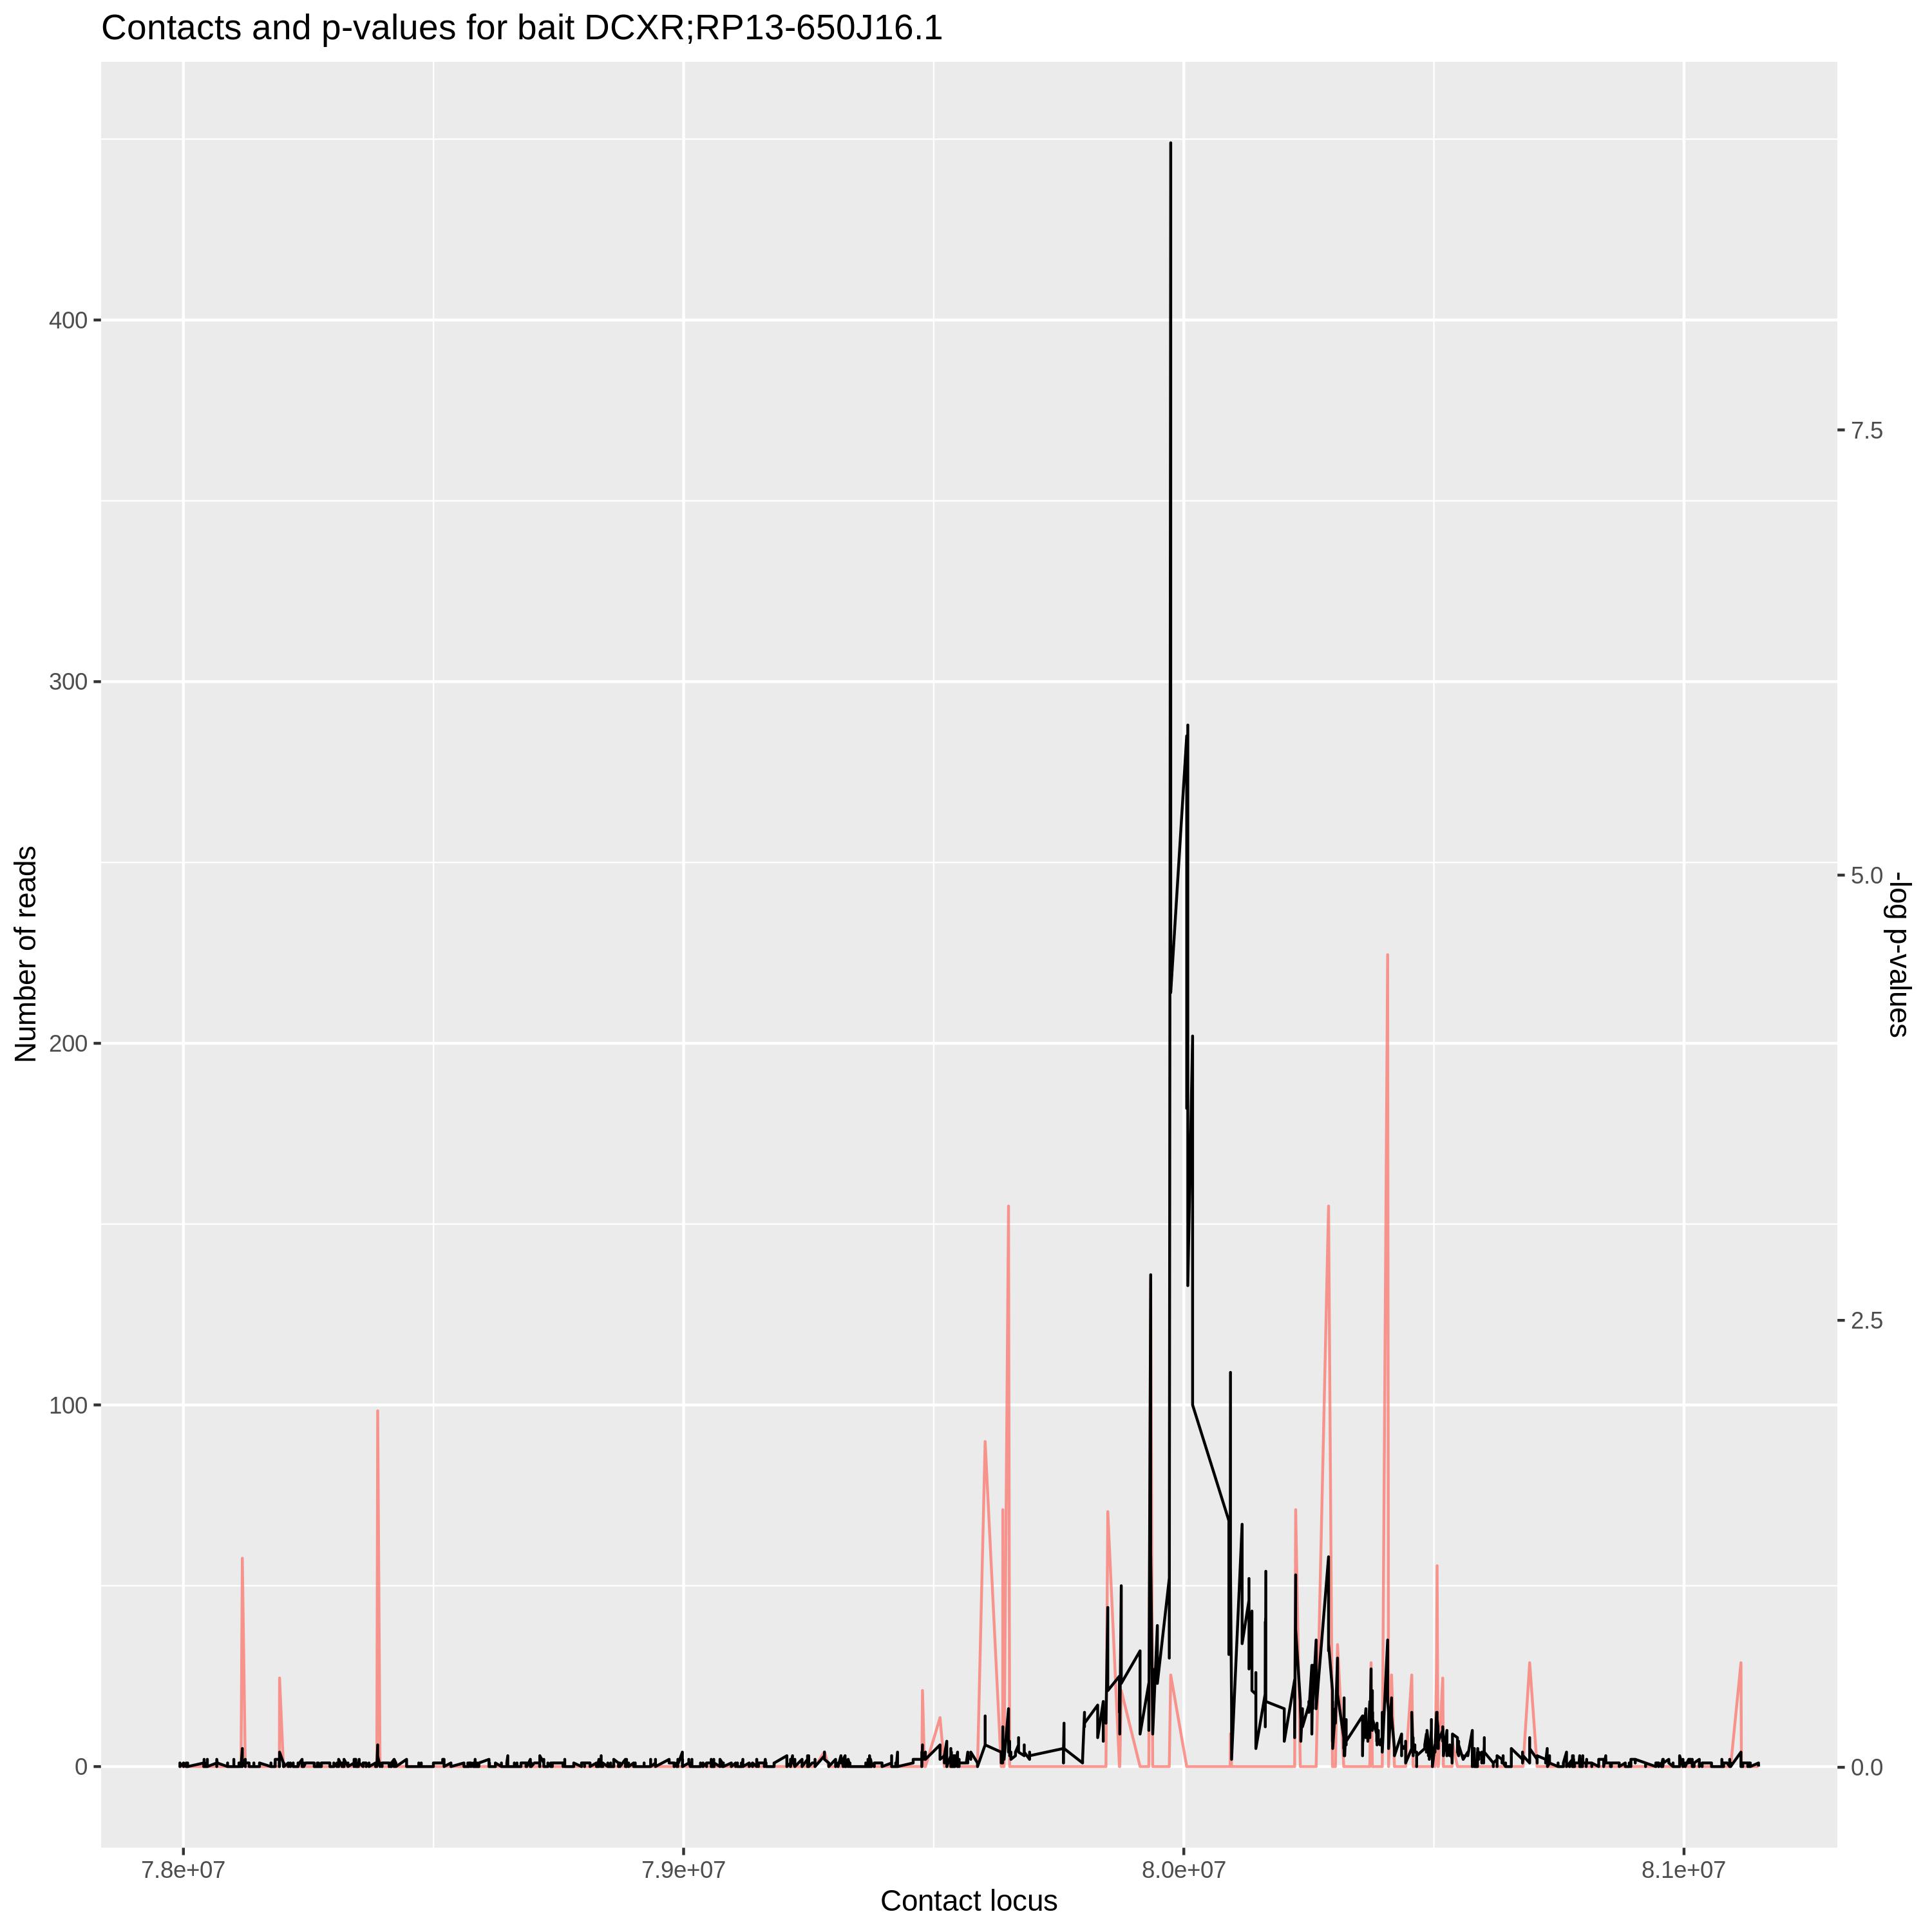 Contacts and p-values for bait DCXR;RP13-650J16.1
400
300
200
100
0
Number of reads
7.5
5.0
2.5
0.0
-log p-values
7.8e+07
7.9e+07
8.0e+07
8.1e+07
Contact locus